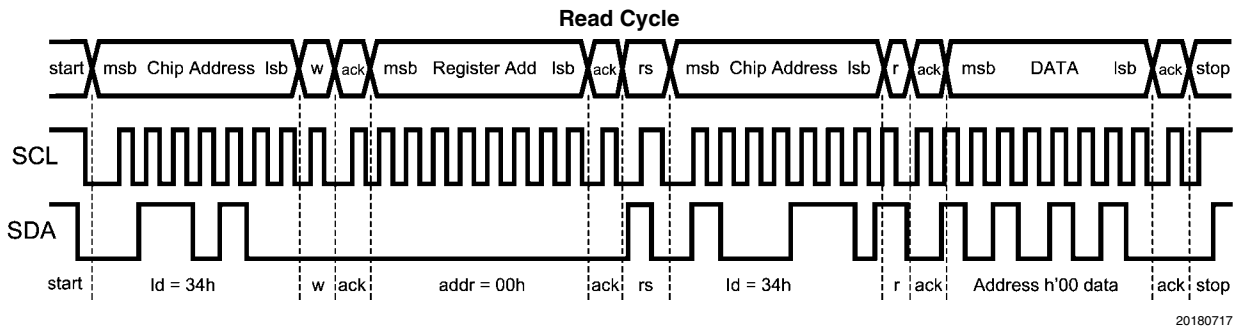 Read Cycle
start msb Chip Address lsb w ack msb Register Add lsb ack rs msb Chip Address lsb r ack msb DATA lsb ack stop
SCL
SDA
start Id = 34h w ack addr = 00h ack rs Id = 34h r ack Address h'00 data ack stop
20180717